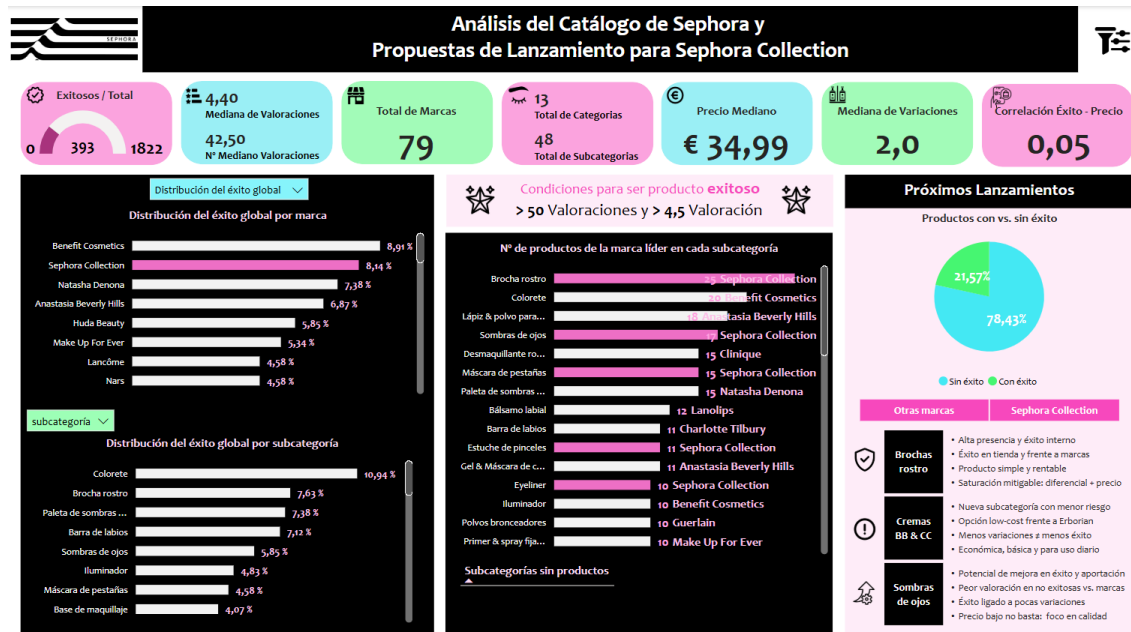 SEPHORA
Análisis del Catálogo de Sephora y
Propuestas de Lanzamiento para Sephora Collection
Exitosos / Total
0
393
1822
4,40
Mediana de Valoraciones
42,50
Nº Mediano Valoraciones
Total de Marcas
79
13
Total de Categorias
48
Total de Subcategorias
Precio Mediano
€ 34,99
Mediana de Variaciones
2,0
Correlación Éxito - Precio
0,05
Distribución del éxito global
Distribución del éxito global por marca
Benefit Cosmetics 8,91 %
Sephora Collection 8,14 %
Natasha Denona 7,38 %
Anastasia Beverly Hills 6,87 %
Huda Beauty 5,85 %
Make Up For Ever 5,34 %
Lancôme 4,58 %
Nars 4,58 %
subcategoría
Distribución del éxito global por subcategoría
Colorete 10,94 %
Brocha rostro 7,63 %
Paleta de sombras ... 7,38 %
Barra de labios 7,12 %
Sombras de ojos 5,85 %
Iluminador 4,83 %
Máscara de pestañas 4,58 %
Base de maquillaje 4,07 %
Condiciones para ser producto exitoso
> 50 Valoraciones y > 4,5 Valoración
Nº de productos de la marca líder en cada subcategoría
Brocha rostro 25 Sephora Collection
Colorete 20 Benefit Cosmetics
Lápiz & polvo para... 18 Anastasia Beverly Hills
Sombras de ojos 17 Sephora Collection
Desmaquillante ro... 15 Clinique
Máscara de pestañas 15 Sephora Collection
Paleta de sombras ... 15 Natasha Denona
Bálsamo labial 12 Lanolips
Barra de labios 11 Charlotte Tilbury
Estuche de pinceles 11 Sephora Collection
Gel & Máscara de c... 11 Anastasia Beverly Hills
Eyeliner 10 Sephora Collection
Iluminador 10 Benefit Cosmetics
Polvos bronceadores 10 Guerlain
Primer & spray fija... 10 Make Up For Ever
Subcategorías sin productos
Próximos Lanzamientos
Productos con vs. sin éxito
21,57%
78,43%
Sin éxito Con éxito
Otras marcas
Sephora Collection
Brochas
rostro
• Alta presencia y éxito interno
• Éxito en tienda y frente a marcas
• Producto simple y rentable
• Saturación mitigable: diferencial + precio
Cremas
BB & CC
• Nueva subcategoría con menor riesgo
• Opción low-cost frente a Erborian
• Menos variaciones ≠ menos éxito
• Económica, básica y para uso diario
Sombras
de ojos
• Potencial de mejora en éxito y aportación
• Peor valoración en no exitosas vs. marcas
• Éxito ligado a pocas variaciones
• Precio bajo no basta: foco en calidad